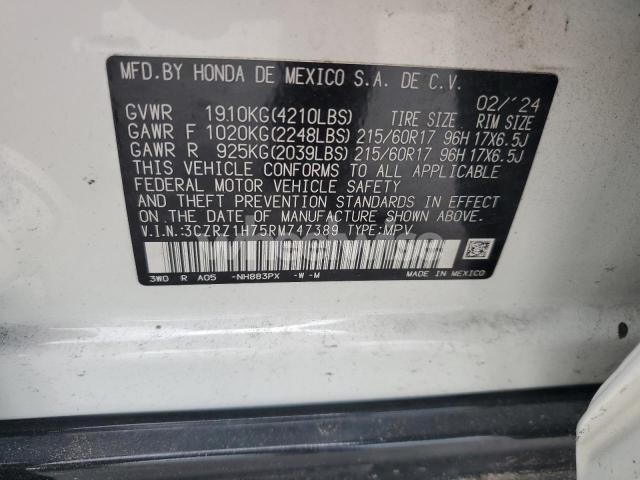 MFD.BY HONDA DE MEXICO S.A. DE C.V.
02/'24
GVWR 1910KG(4210LBS) TIRE SIZE RIM SIZE
GAWR F 1020KG(2248LBS) 215/60R17 96H 17X6.5J
GAWR R 925KG(2039LBS) 215/60R17 96H 17X6.5J
THIS VEHICLE CONFORMS TO ALL APPLICABLE
FEDERAL MOTOR VEHICLE SAFETY
AND THEFT PREVENTION STANDARDS IN EFFECT
ON THE DATE OF MANUFACTURE SHOWN ABOVE.
V.I.N.:3CZRZ1H75RM747389 TYPE:MPV
3W0 R A05 -NH883PX -W-M MADE IN MEXICO